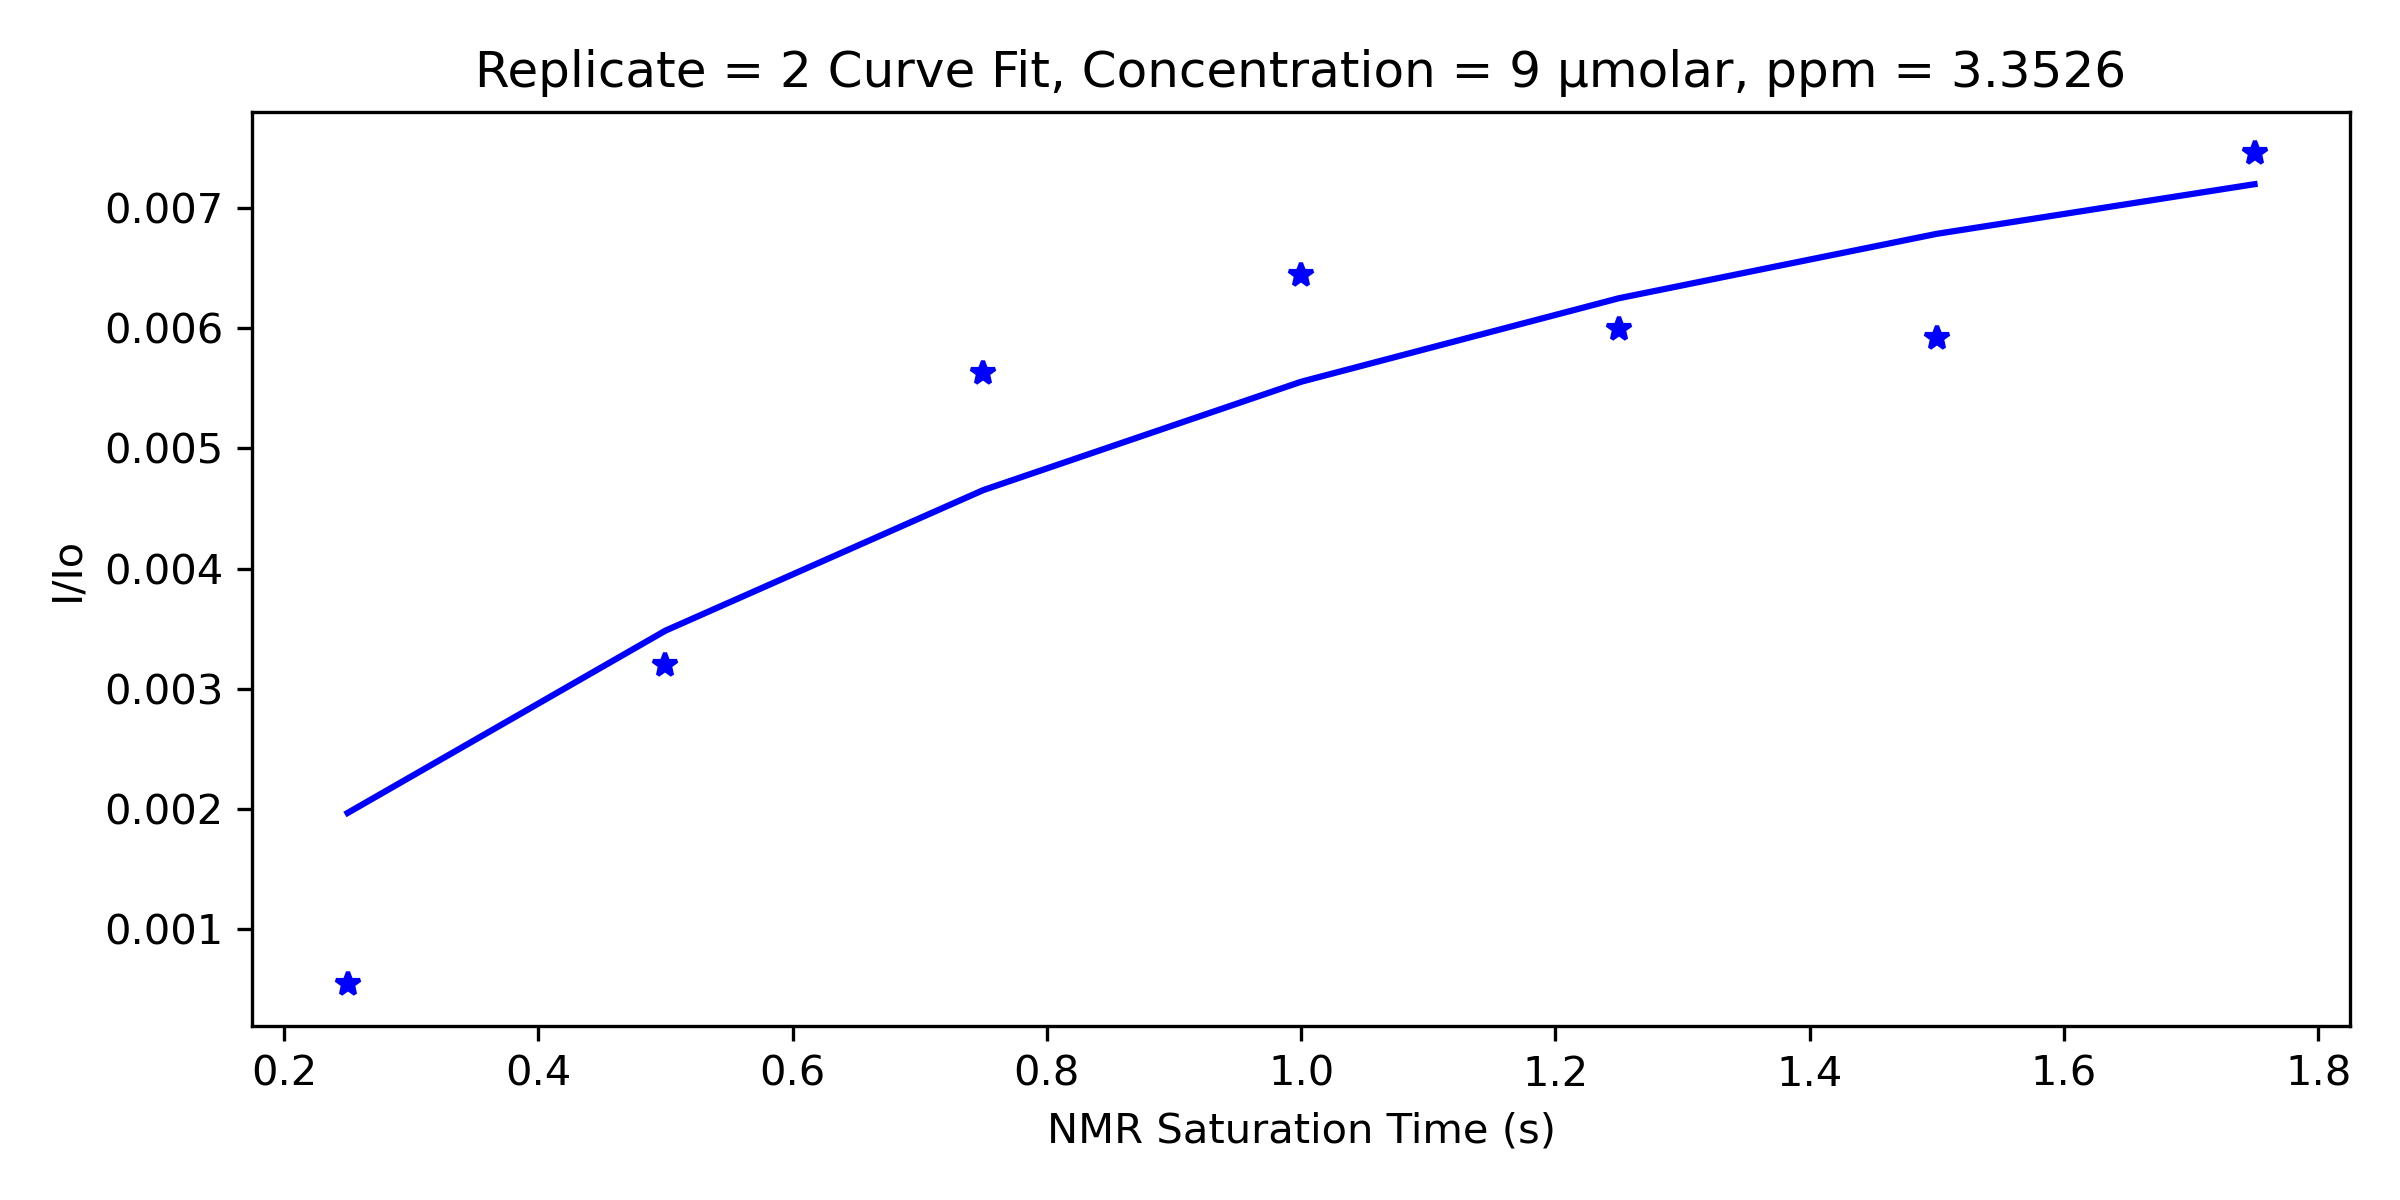 Replicate = 2 Curve Fit, Concentration = 9 μmolar, ppm = 3.3526
0.007
0.006
0.005
0.004
0.003
0.002
0.001
I/Io
0.2 0.4 0.6 0.8 1.0 1.2 1.4 1.6 1.8
NMR Saturation Time (s)